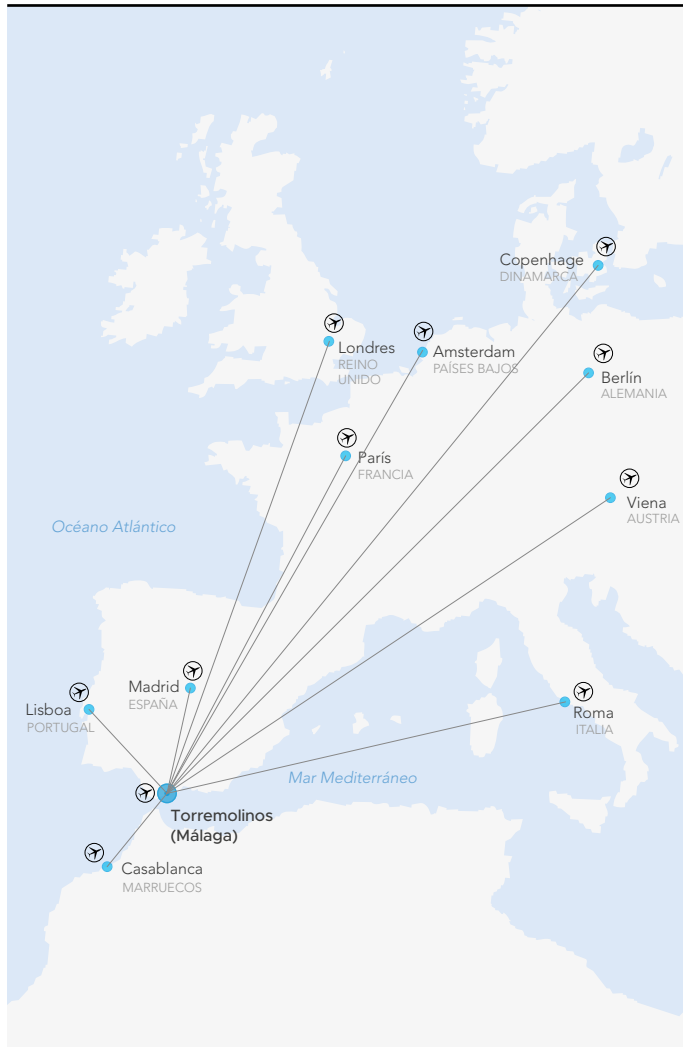 Copenhage
DINAMARCA
Londres
REINO
UNIDO
Amsterdam
PAÍSES BAJOS
Berlín
ALEMANIA
París
FRANCIA
Viena
AUSTRIA
Océano Atlántico
Madrid
ESPAÑA
Lisboa
PORTUGAL
Roma
ITALIA
Mar Mediterráneo
Torremolinos
(Málaga)
Casablanca
MARRUECOS